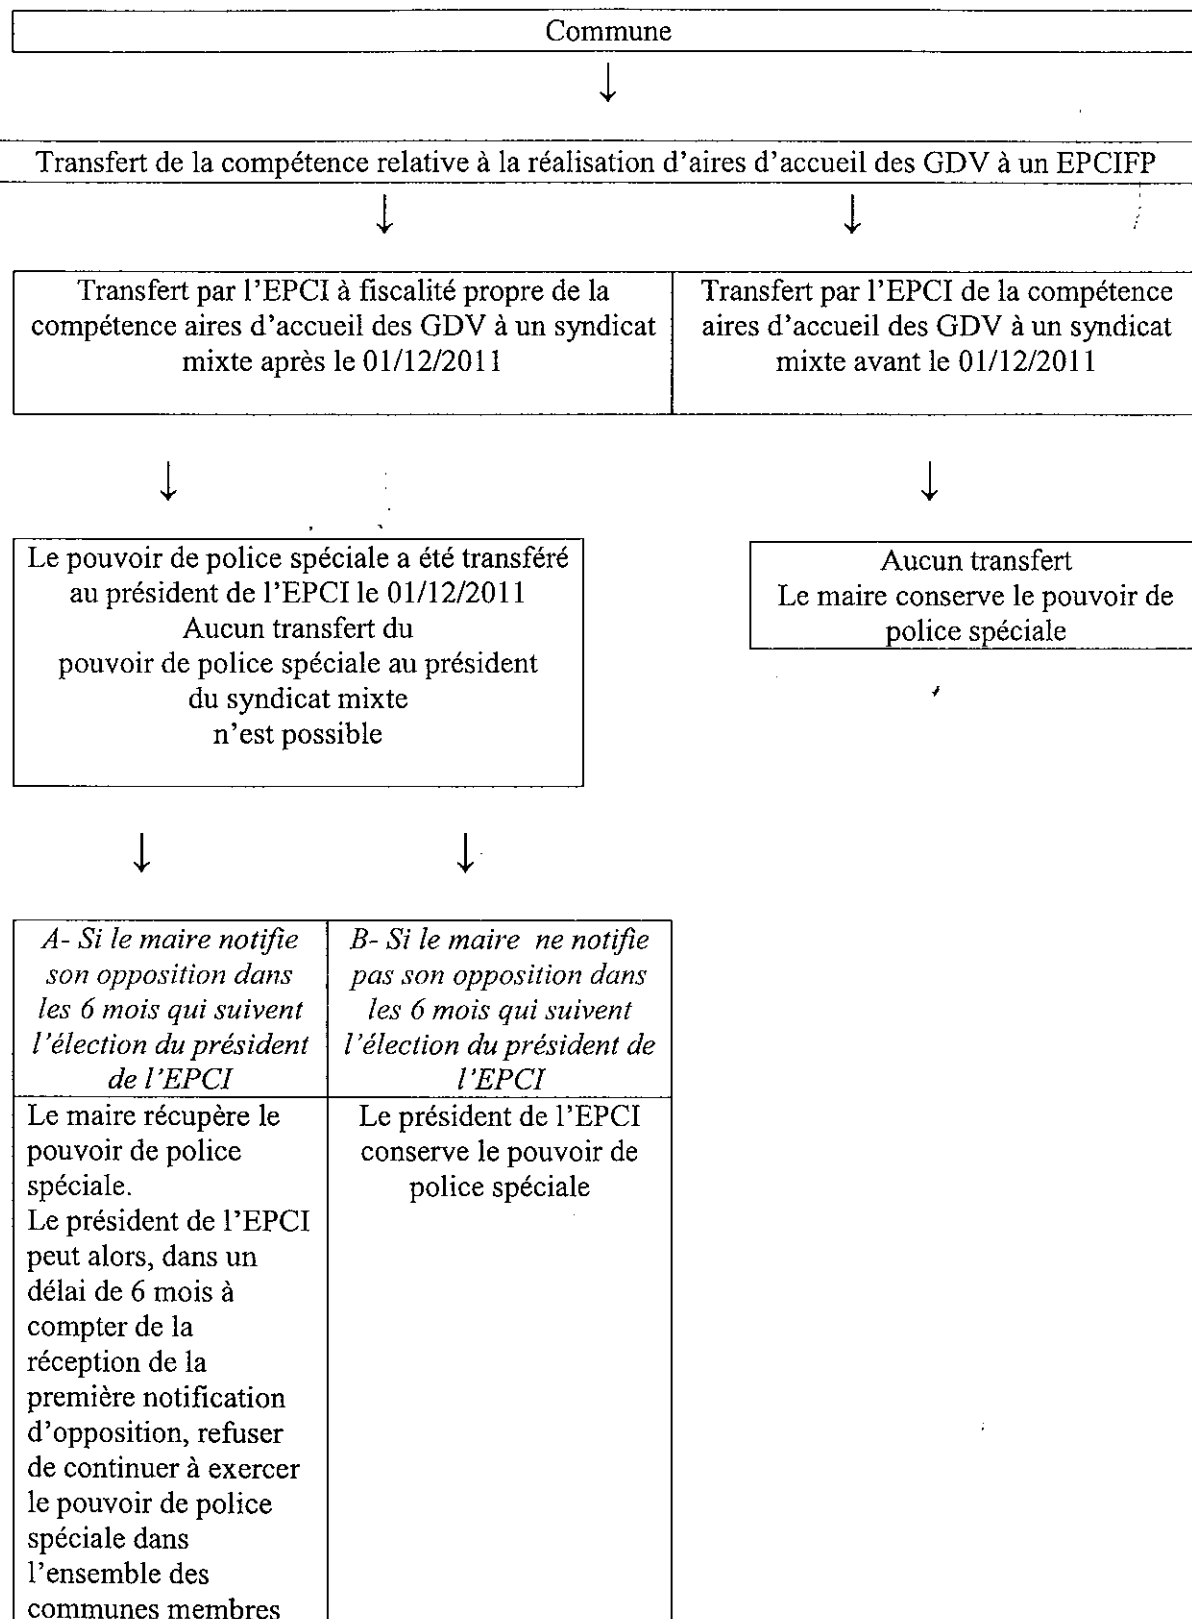 Commune
Transfert de la compétence relative à la réalisation d'aires d'accueil des GDV à un EPCIFP
Transfert par l'EPCI à fiscalité propre de la
compétence aires d'accueil des GDV à un syndicat
mixte après le 01/12/2011
Transfert par l'EPCI de la compétence
aires d'accueil des GDV à un syndicat
mixte avant le 01/12/2011
Le pouvoir de police spéciale a été transféré
au président de l'EPCI le 01/12/2011
Aucun transfert du
pouvoir de police spéciale au président
du syndicat mixte
n'est possible
Aucun transfert
Le maire conserve le pouvoir de
police spéciale
A- Si le maire notifie
son opposition dans
les 6 mois qui suivent
l'élection du président
de l'EPCI
B- Si le maire ne notifie
pas son opposition dans
les 6 mois qui suivent
l'élection du président de
l'EPCI
Le maire récupère le
pouvoir de police
spéciale.
Le président de l'EPCI
peut alors, dans un
délai de 6 mois à
compter de la
réception de la
première notification
d'opposition, refuser
de continuer à exercer
le pouvoir de police
spéciale dans
l'ensemble des
communes membres
Le président de l'EPCI
conserve le pouvoir de
police spéciale